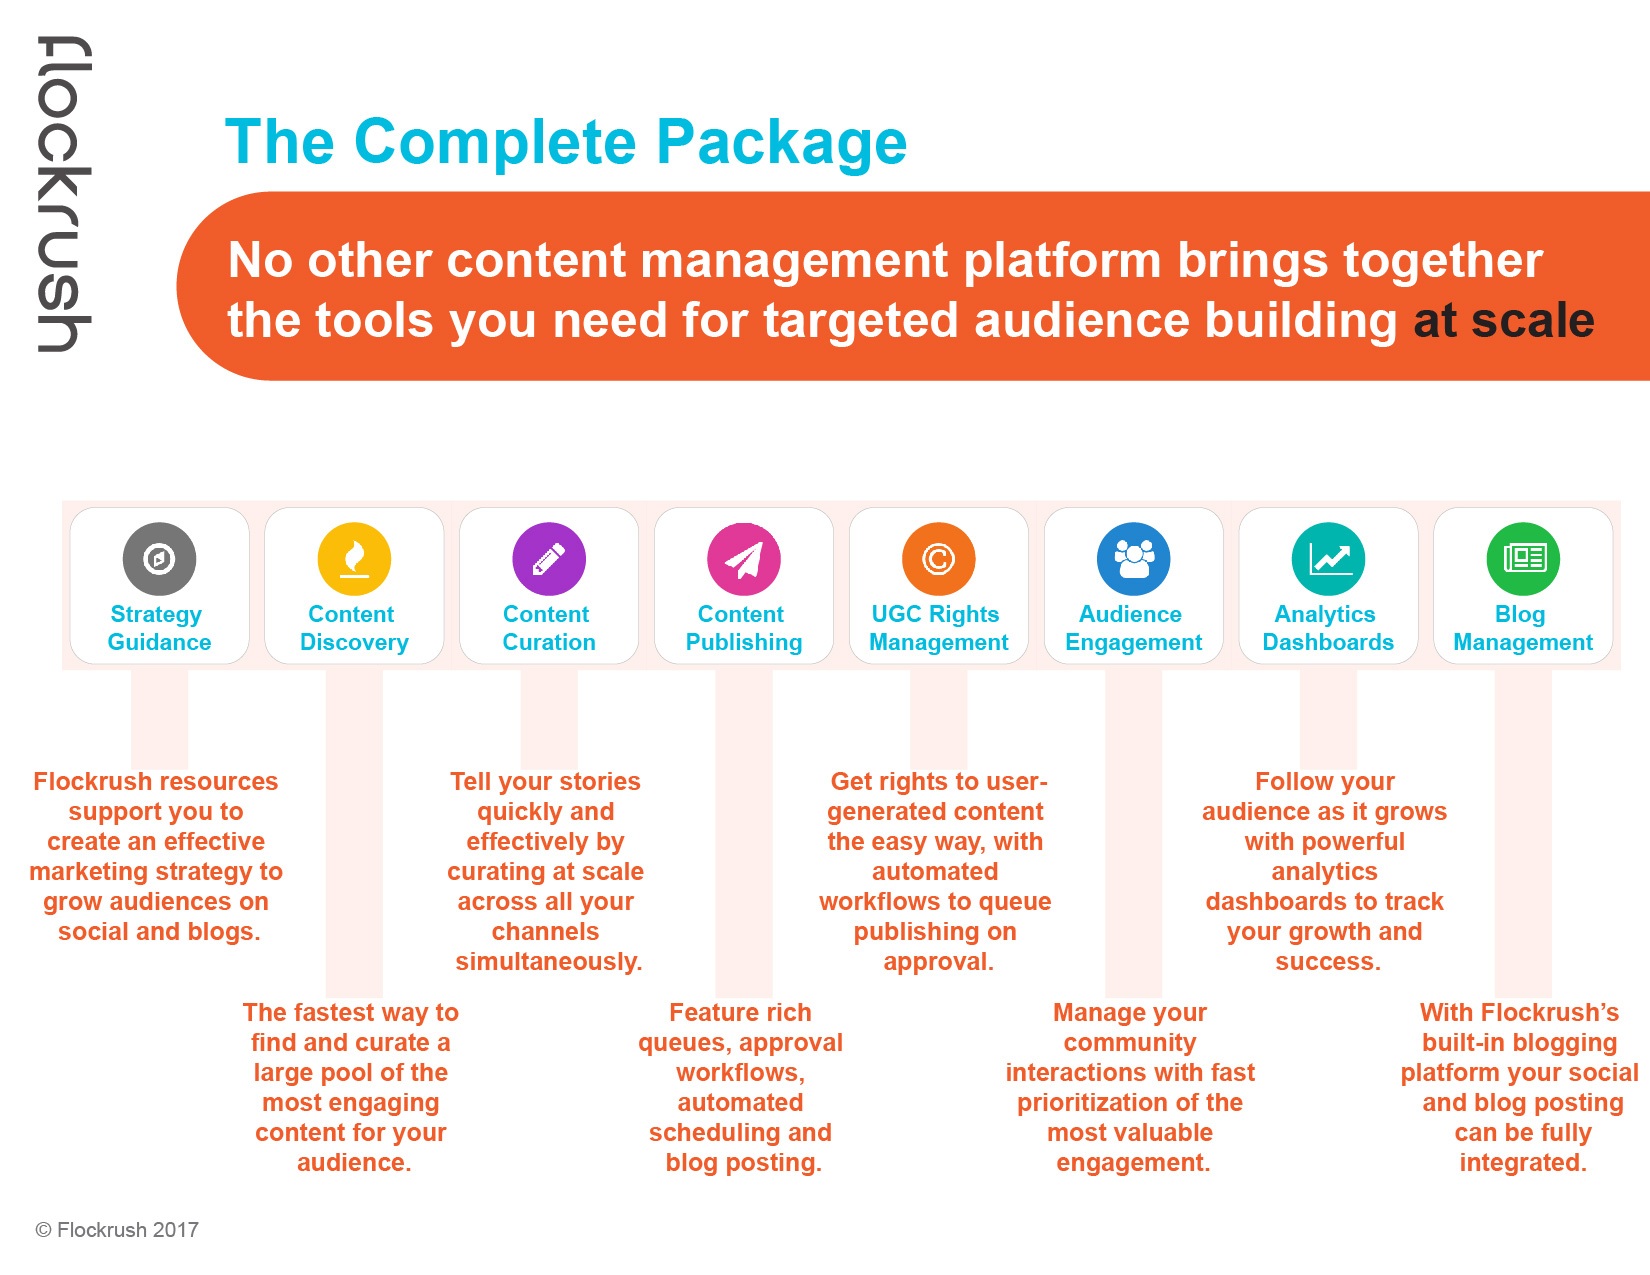 flockrush
The Complete Package
No other content management platform brings together
the tools you need for targeted audience building at scale
Strategy
Guidance
Content
Discovery
Content
Curation
Content
Publishing
UGC Rights
Management
Audience
Engagement
Analytics
Dashboards
Blog
Management
Flockrush resources
support you to
create an effective
marketing strategy to
grow audiences on
social and blogs.
The fastest way to
find and curate a
large pool of the
most engaging
content for your
audience.
Tell your stories
quickly and
effectively by
curating at scale
across all your
channels
simultaneously.
Feature rich
queues, approval
workflows,
automated
scheduling and
blog posting.
Get rights to user-
generated content
the easy way, with
automated
workflows to queue
publishing on
approval.
Manage your
community
interactions with fast
prioritization of the
most valuable
engagement.
Follow your
audience as it grows
with powerful
analytics
dashboards to track
your growth and
success.
With Flockrush’s
built-in blogging
platform your social
and blog posting
can be fully
integrated.
© Flockrush 2017